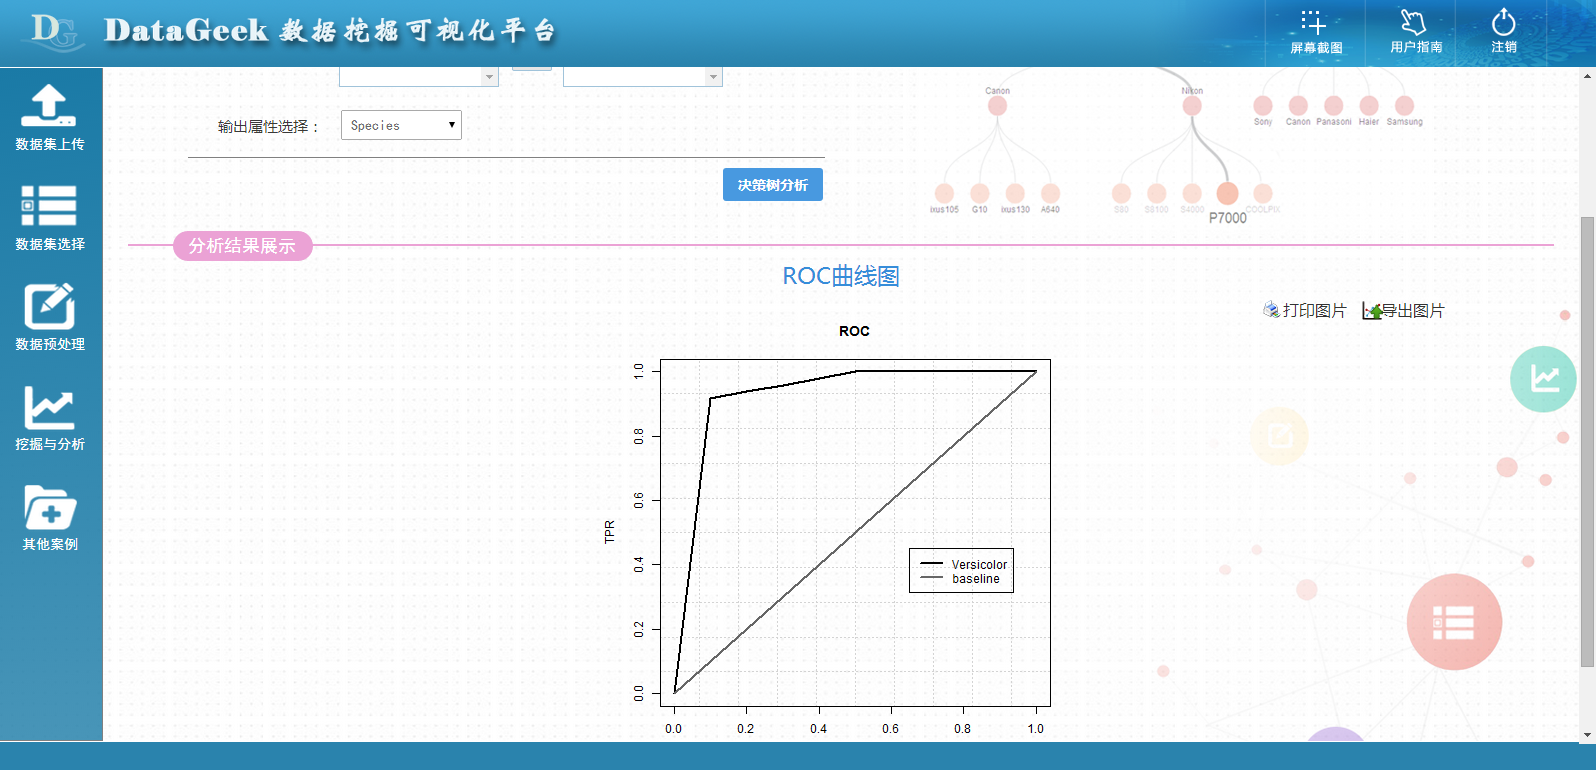 DG DataGeek 数据挖掘可视化平台
屏幕截图
用户指南
注销
数据集上传
数据集选择
数据预处理
挖掘与分析
其他案例
Canon
Nikon
Sony Canon Panasoni Haier Samsung
输出属性选择：
Species
ixus105 G10 ixus130 A640
S80 S8100 S4000 P7000 COOLPIX
决策树分析
分析结果展示
ROC曲线图
打印图片 导出图片
ROC
TPR
1.0
0.8
0.6
0.4
0.2
0.0
Versicolor
baseline
0.0 0.2 0.4 0.6 0.8 1.0